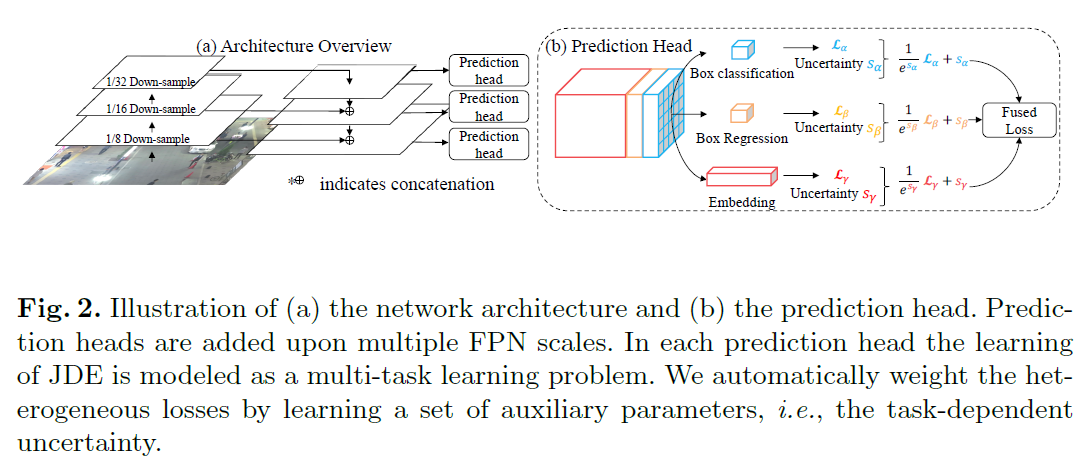 (a) Architecture Overview
1/32 Down-sample
1/16 Down-sample
1/8 Down-sample
⊕
⊕
Prediction
head
Prediction
head
Prediction
head
*⊕ indicates concatenation
(b) Prediction Head
Box classification
ℒα
Uncertainty sα
1/e^sα ℒα + sα
Box Regression
ℒβ
Uncertainty sβ
1/e^sβ ℒβ + sβ
Embedding
ℒγ
Uncertainty sγ
1/e^sγ ℒγ + sγ
Fused
Loss
Fig. 2. Illustration of (a) the network architecture and (b) the prediction head. Predic-
tion heads are added upon multiple FPN scales. In each prediction head the learning
of JDE is modeled as a multi-task learning problem. We automatically weight the het-
erogeneous losses by learning a set of auxiliary parameters, i.e., the task-dependent
uncertainty.